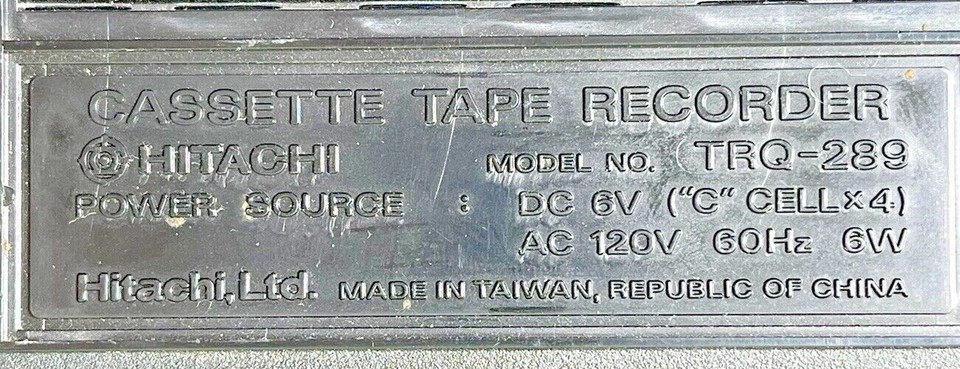 CASSETTE TAPE RECORDER
HITACHI MODEL NO. TRQ-289
POWER SOURCE : DC 6V ("C" CELL×4)
AC 120V 60Hz 6W
Hitachi, Ltd. MADE IN TAIWAN, REPUBLIC OF CHINA